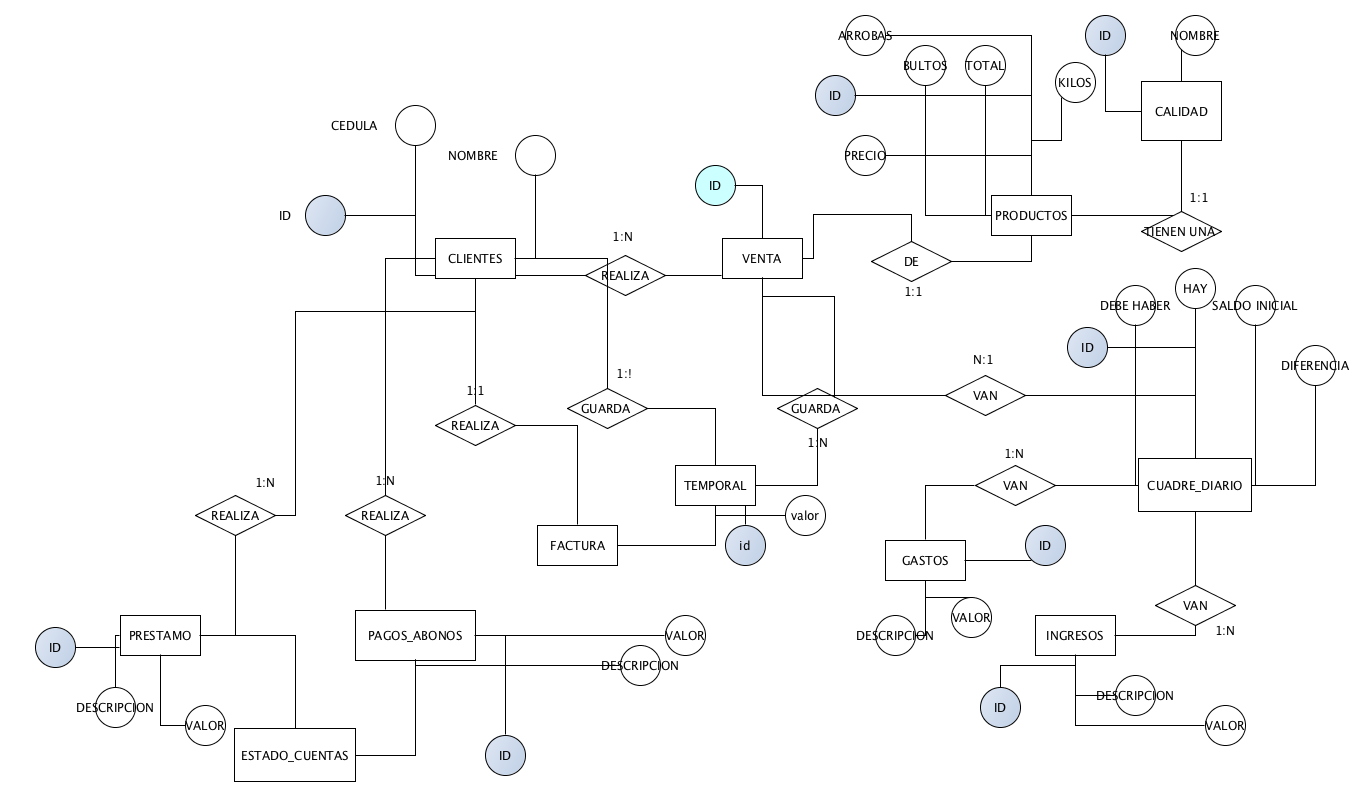 ARROBAS
ID
NOMBRE
BULTOS
TOTAL
KILOS
ID
CALIDAD
CEDULA
NOMBRE
PRECIO
ID
1:1
ID
PRODUCTOS
TIENEN UNA
1:N
CLIENTES
VENTA
DE
REALIZA
1:1
HAY
DEBE HABER
SALDO INICIAL
ID
N:1
DIFERENCIA
1:!
1:1
VAN
GUARDA
GUARDA
REALIZA
1:N
1:N
1:N
1:N
TEMPORAL
VAN
CUADRE_DIARIO
REALIZA
REALIZA
valor
FACTURA
id
ID
GASTOS
VAN
VALOR
1:N
PRESTAMO
PAGOS_ABONOS
VALOR
DESCRIPCION
INGRESOS
ID
DESCRIPCION
DESCRIPCION
DESCRIPCION
ID
VALOR
VALOR
ESTADO_CUENTAS
ID